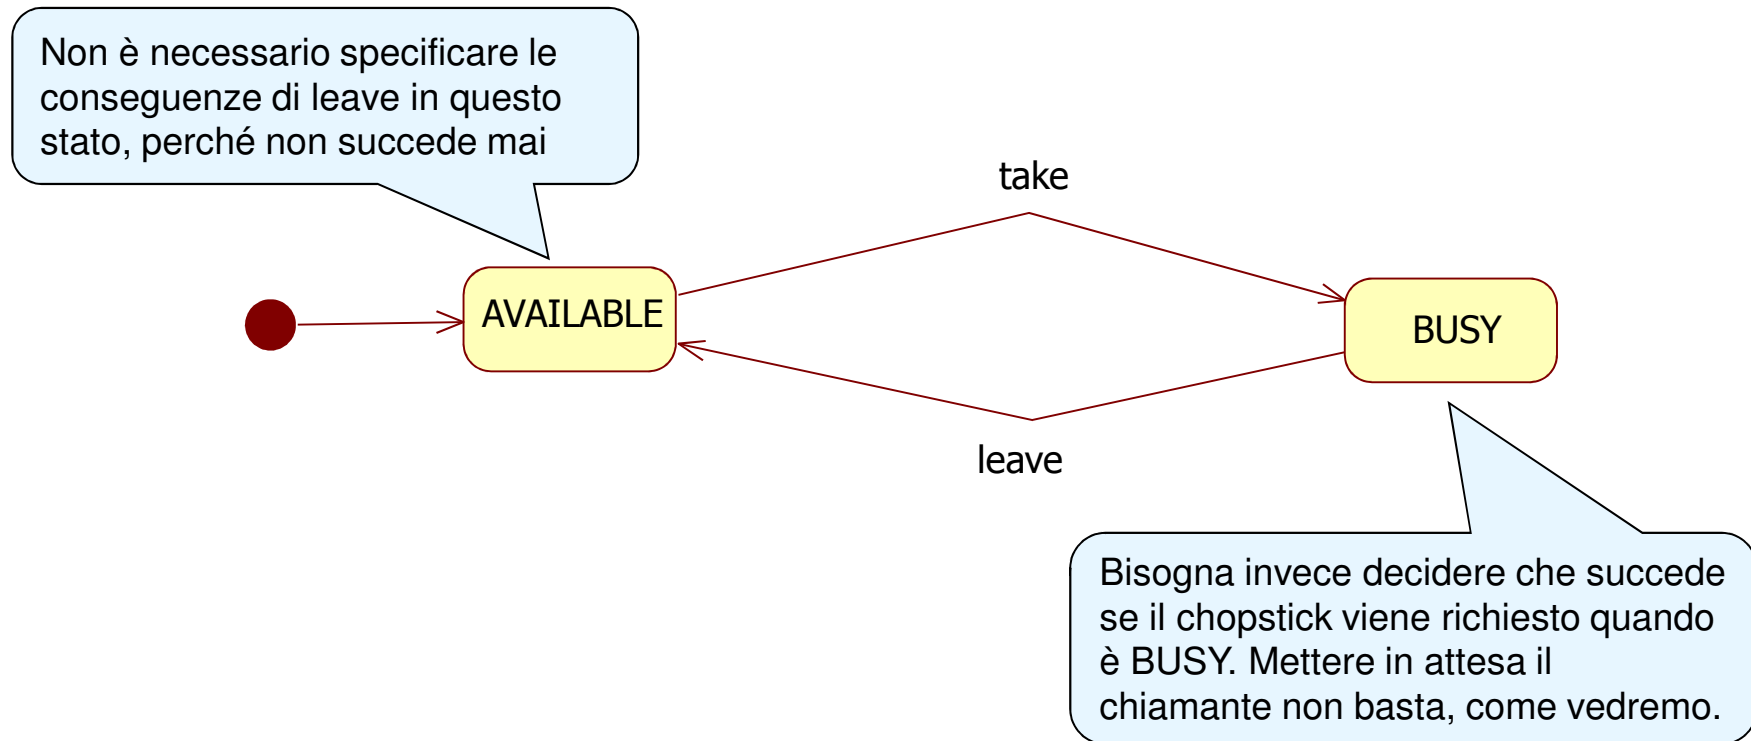 Non è necessario specificare le
conseguenze di leave in questo
stato, perché non succede mai
take
AVAILABLE
BUSY
leave
Bisogna invece decidere che succede
se il chopstick viene richiesto quando
è BUSY. Mettere in attesa il
chiamante non basta, come vedremo.